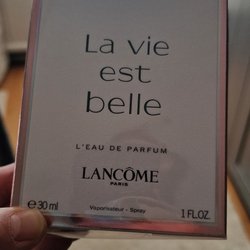 La vie
est
belle
L'EAU DE PARFUM
LANCÔME
PARIS
℮30 ml Vaporisateur - Spray 1 FL.OZ.